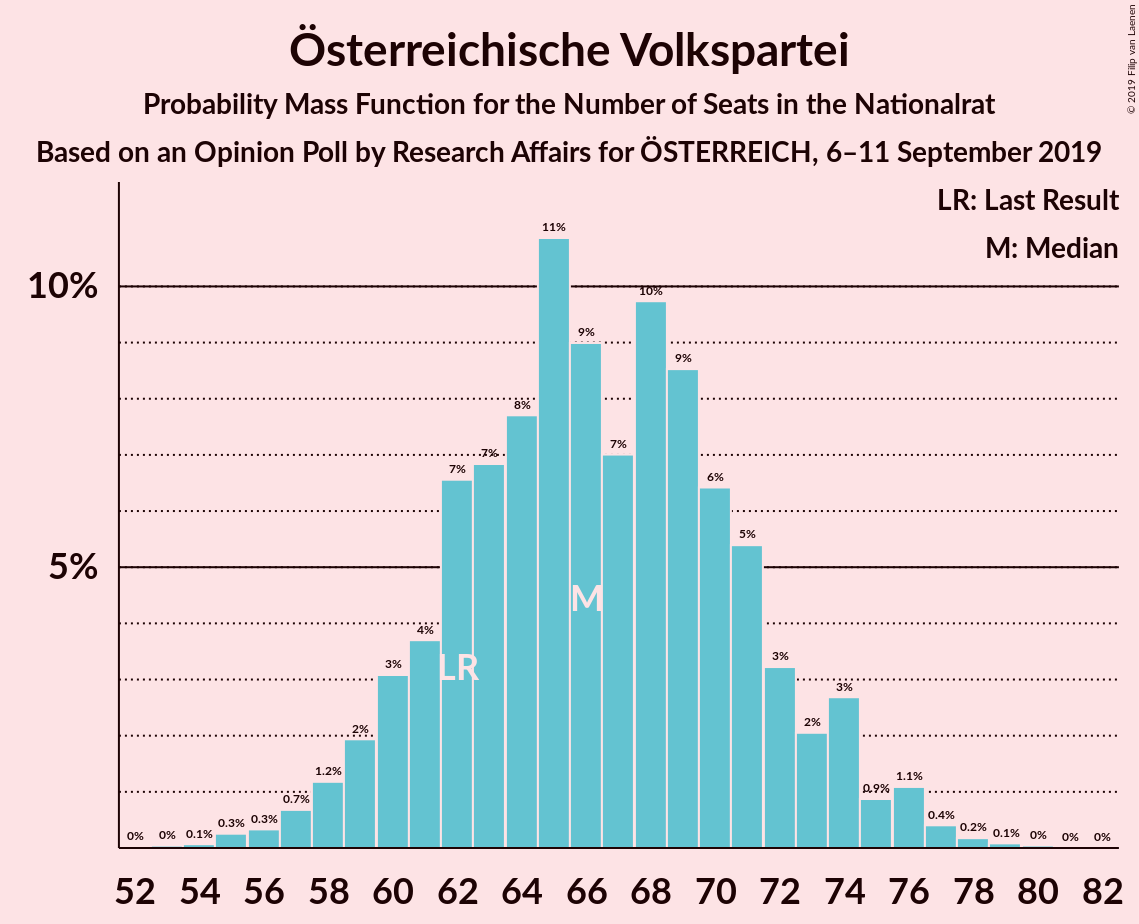 Österreichische Volkspartei
Probability Mass Function for the Number of Seats in the Nationalrat
Based on an Opinion Poll by Research Affairs for ÖSTERREICH, 6–11 September 2019
© 2019 Filip van Laenen
LR: Last Result
M: Median
10%
5%
0% 0% 0.1% 0.3% 0.3% 0.7% 1.2% 2% 3% 4% 7% 7% 8% 11% 9% 7% 10% 9% 6% 5% 3% 2% 3% 0.9% 1.1% 0.4% 0.2% 0.1% 0% 0% 0%
LR M
52 54 56 58 60 62 64 66 68 70 72 74 76 78 80 82